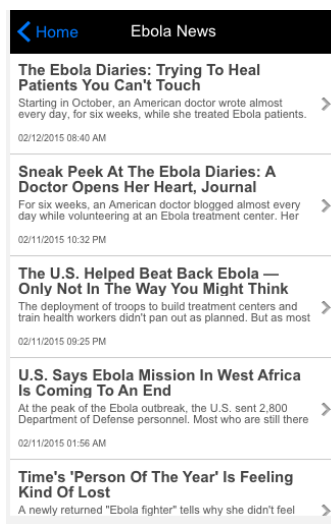 Home Ebola News
The Ebola Diaries: Trying To Heal
Patients You Can't Touch
Starting in October, an American doctor wrote almost
every day, for six weeks, while she treated Ebola patients.
02/12/2015 08:40 AM
Sneak Peek At The Ebola Diaries: A
Doctor Opens Her Heart, Journal
For six weeks, an American doctor blogged almost every
day while volunteering at an Ebola treatment center. Her
02/11/2015 10:32 PM
The U.S. Helped Beat Back Ebola —
Only Not In The Way You Might Think
The deployment of troops to build treatment centers and
train health workers didn't pan out as planned. But as most
02/11/2015 09:25 PM
U.S. Says Ebola Mission In West Africa
Is Coming To An End
At the peak of the Ebola outbreak, the U.S. sent 2,800
Department of Defense personnel. Most who are still there
02/11/2015 01:56 AM
Time's 'Person Of The Year' Is Feeling
Kind Of Lost
A newly returned "Ebola fighter" tells why she didn't feel